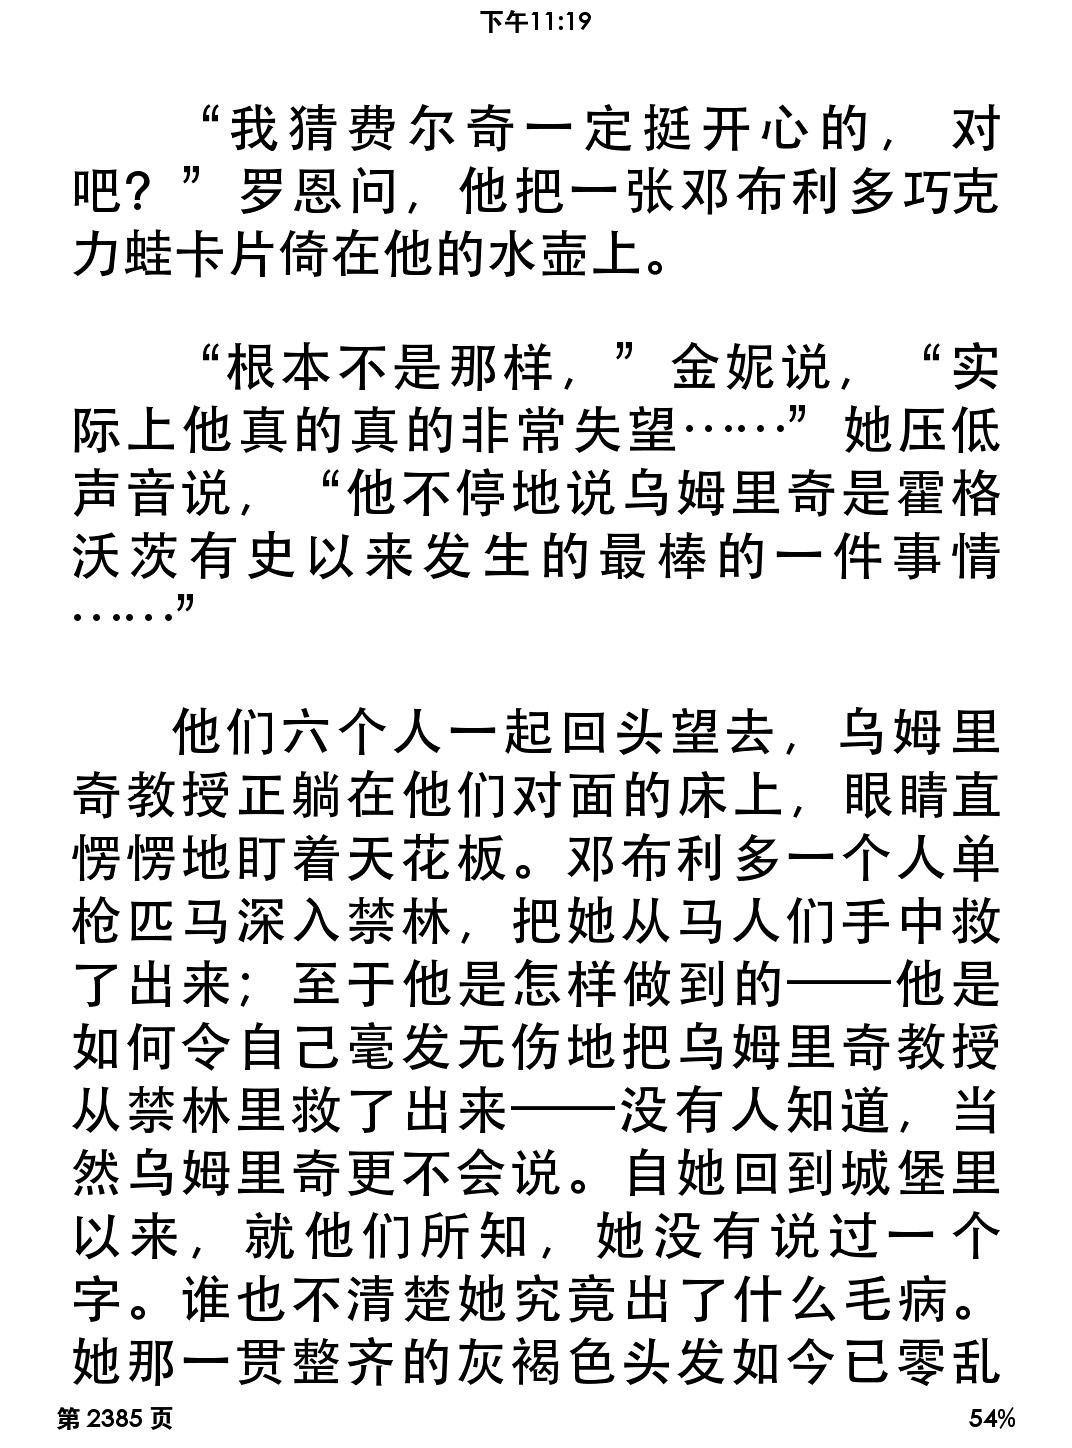 下午11:19
“我猜费尔奇一定挺开心的，对
吧？”罗恩问，他把一张邓布利多巧克
力蛙卡片倚在他的水壶上。
“根本不是那样，”金妮说，“实
际上他真的真的非常失望……”她压低
声音说，“他不停地说乌姆里奇是霍格
沃茨有史以来发生的最棒的一件事情
……”
他们六个人一起回头望去，乌姆里
奇教授正躺在他们对面的床上，眼睛直
愣愣地盯着天花板。邓布利多一个人单
枪匹马深入禁林，把她从马人们手中救
了出来；至于他是怎样做到的——他是
如何令自己毫发无伤地把乌姆里奇教授
从禁林里救了出来——没有人知道，当
然乌姆里奇更不会说。自她回到城堡里
以来，就他们所知，她没有说过一个
字。谁也不清楚她究竟出了什么毛病。
她那一贯整齐的灰褐色头发如今已零乱
第 2385 页
54%